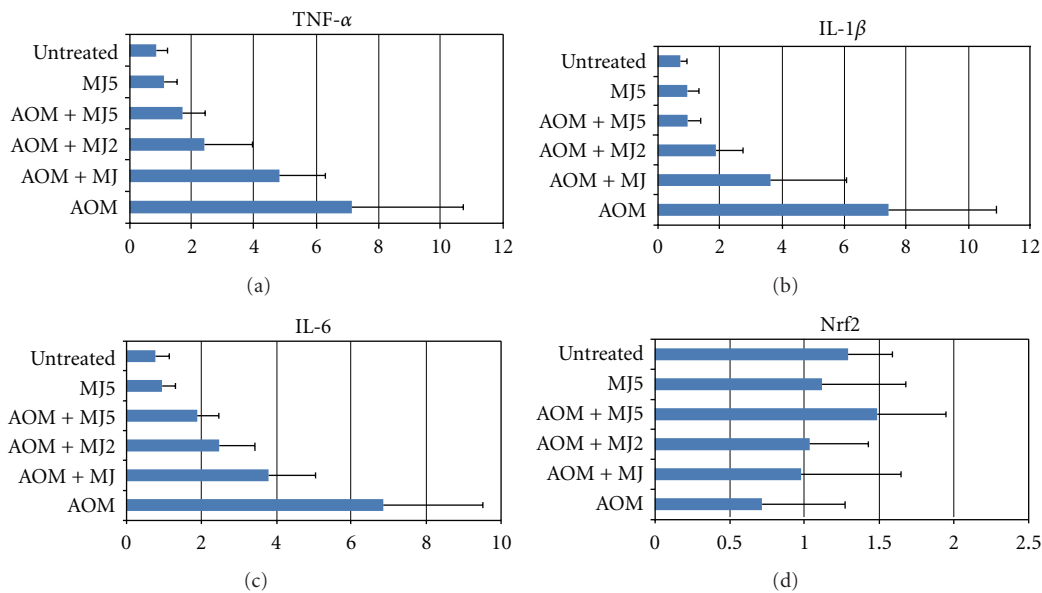 TNF-α
Untreated
MJ5
AOM + MJ5
AOM + MJ2
AOM + MJ
AOM
0 2 4 6 8 10 12
(a)
IL-1β
Untreated
MJ5
AOM + MJ5
AOM + MJ2
AOM + MJ
AOM
0 2 4 6 8 10 12
(b)
IL-6
Untreated
MJ5
AOM + MJ5
AOM + MJ2
AOM + MJ
AOM
0 2 4 6 8 10
(c)
Nrf2
Untreated
MJ5
AOM + MJ5
AOM + MJ2
AOM + MJ
AOM
0 0.5 1 1.5 2 2.5
(d)